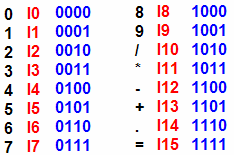 0 I0 0000 8 I8 1000
1 I1 0001 9 I9 1001
2 I2 0010 / I10 1010
3 I3 0011 * I11 1011
4 I4 0100 - I12 1100
5 I5 0101 + I13 1101
6 I6 0110 . I14 1110
7 I7 0111 = I15 1111